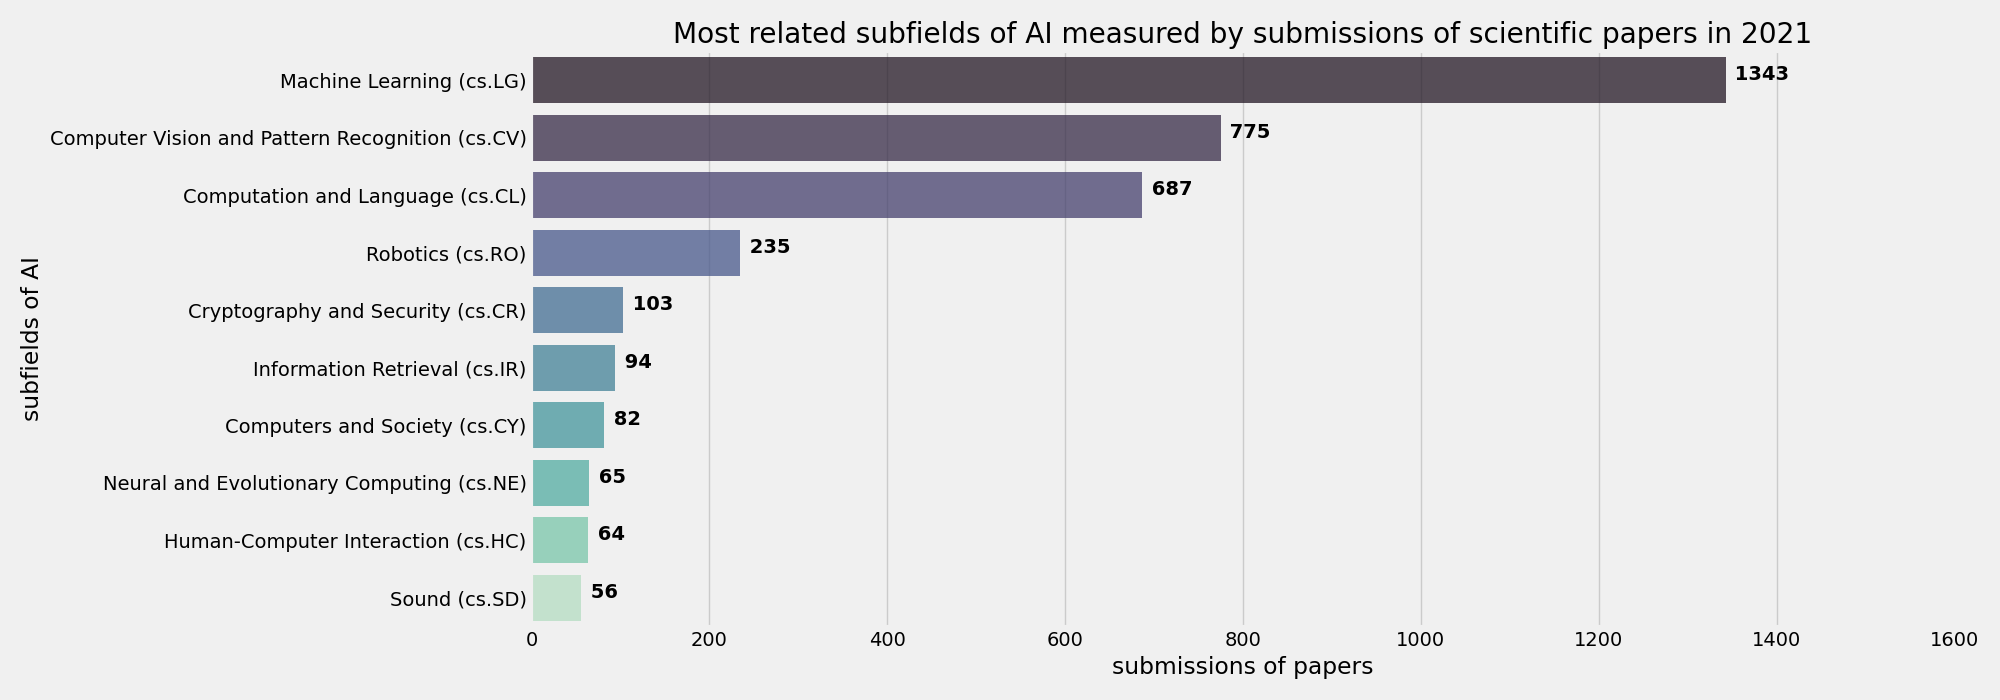 Most related subfields of AI measured by submissions of scientific papers in 2021
subfields of AI
Machine Learning (cs.LG) 1343
Computer Vision and Pattern Recognition (cs.CV) 775
Computation and Language (cs.CL) 687
Robotics (cs.RO) 235
Cryptography and Security (cs.CR) 103
Information Retrieval (cs.IR) 94
Computers and Society (cs.CY) 82
Neural and Evolutionary Computing (cs.NE) 65
Human-Computer Interaction (cs.HC) 64
Sound (cs.SD) 56
0 200 400 600 800 1000 1200 1400 1600
submissions of papers